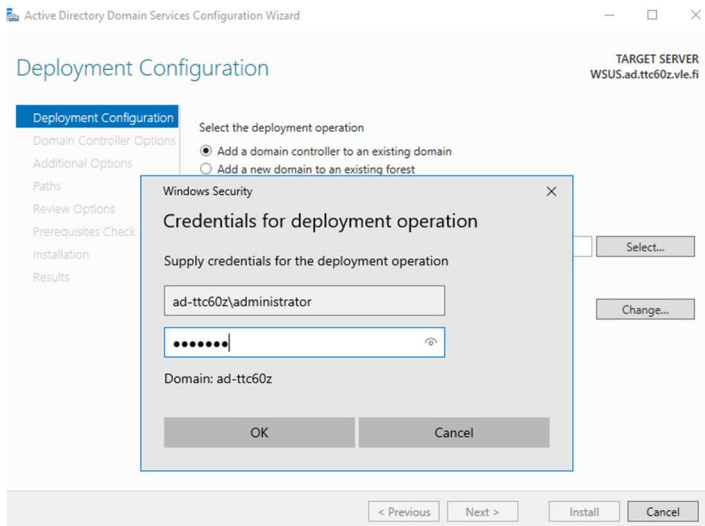 Active Directory Domain Services Configuration Wizard
Deployment Configuration
TARGET SERVER
WSUS.ad.ttc60z.vle.fi
Deployment Configuration
Domain Controller Options
Additional Options
Paths
Review Options
Prerequisites Check
Installation
Results
Select the deployment operation
Add a domain controller to an existing domain
Add a new domain to an existing forest
Select...
Change...
Windows Security
Credentials for deployment operation
Supply credentials for the deployment operation
ad-ttc60z\administrator
●●●●●●●
Domain: ad-ttc60z
OK
Cancel
< Previous
Next >
Install
Cancel